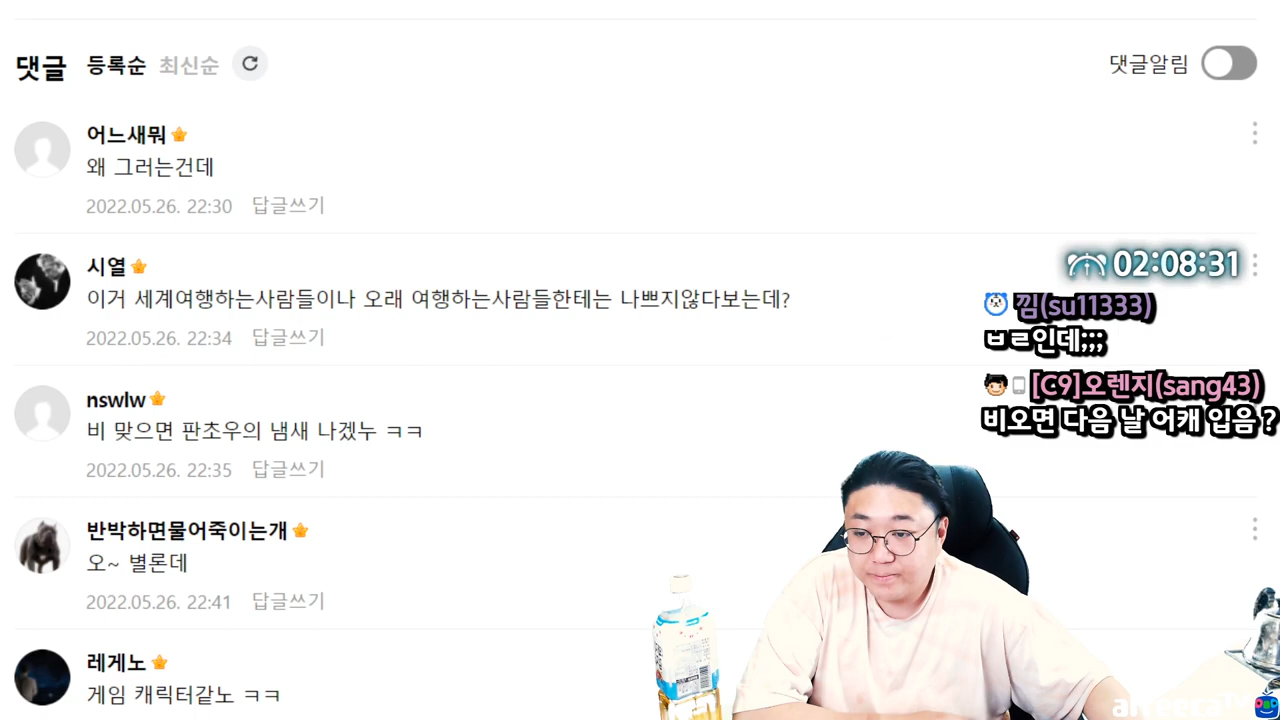 댓글 등록순 최신순
댓글알림
어느새뭐
왜 그러는건데
2022.05.26. 22:30 답글쓰기
시열
이거 세계여행하는사람들이나 오래 여행하는사람들한테는 나쁘지않다보는데?
2022.05.26. 22:34 답글쓰기
nswlw
비 맞으면 판초우의 냄새 나겠누 ㅋㅋ
2022.05.26. 22:35 답글쓰기
반박하면물어죽이는개
오~ 별론데
2022.05.26. 22:41 답글쓰기
레게노
게임 캐릭터같노 ㅋㅋ
02:08:31
낌(su11333)
ㅂㄹ인데;;;
[C9]오렌지(sang43)
비오면 다음 날 어캐 입음 ?
afreecaTV